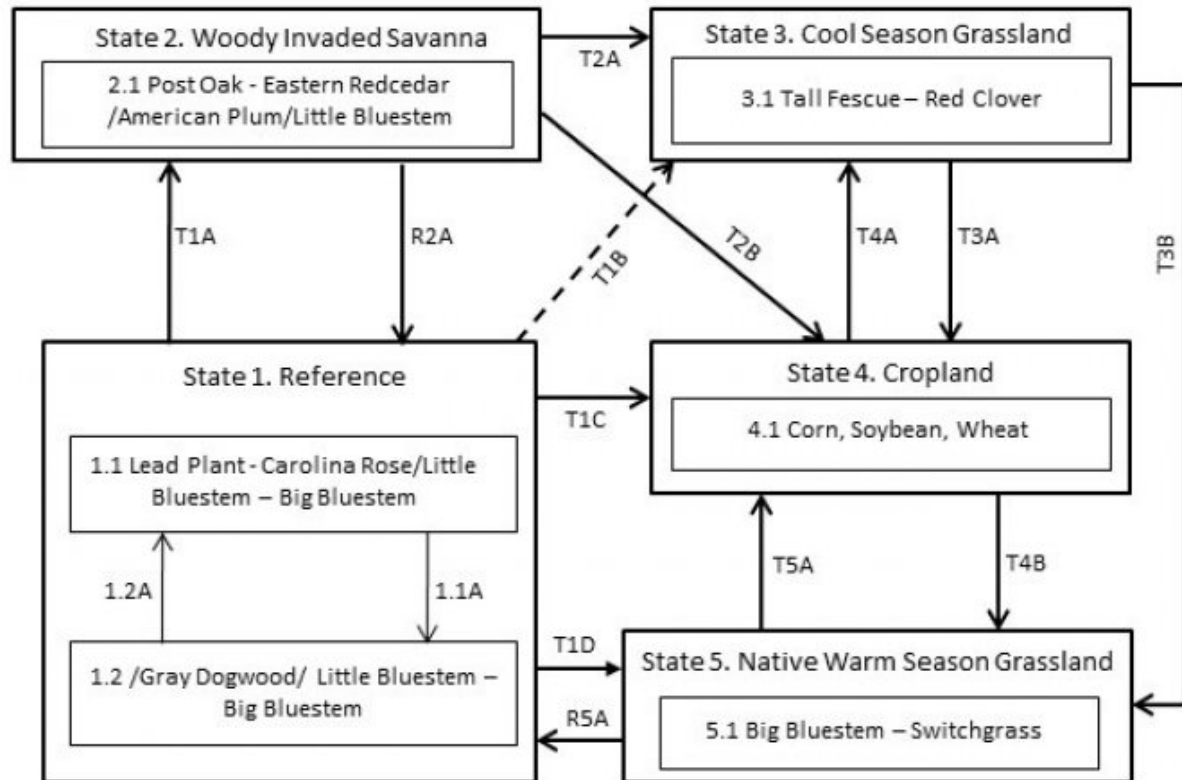 State 2. Woody Invaded Savanna
2.1 Post Oak - Eastern Redcedar
/American Plum/Little Bluestem
T2A
State 3. Cool Season Grassland
3.1 Tall Fescue – Red Clover
T1A
R2A
T1B
T2B
T4A
T3A
T3B
State 1. Reference
1.1 Lead Plant - Carolina Rose/Little
Bluestem – Big Bluestem
1.2A
1.1A
1.2 /Gray Dogwood/ Little Bluestem –
Big Bluestem
T1C
State 4. Cropland
4.1 Corn, Soybean, Wheat
T5A
T4B
T1D
R5A
State 5. Native Warm Season Grassland
5.1 Big Bluestem – Switchgrass